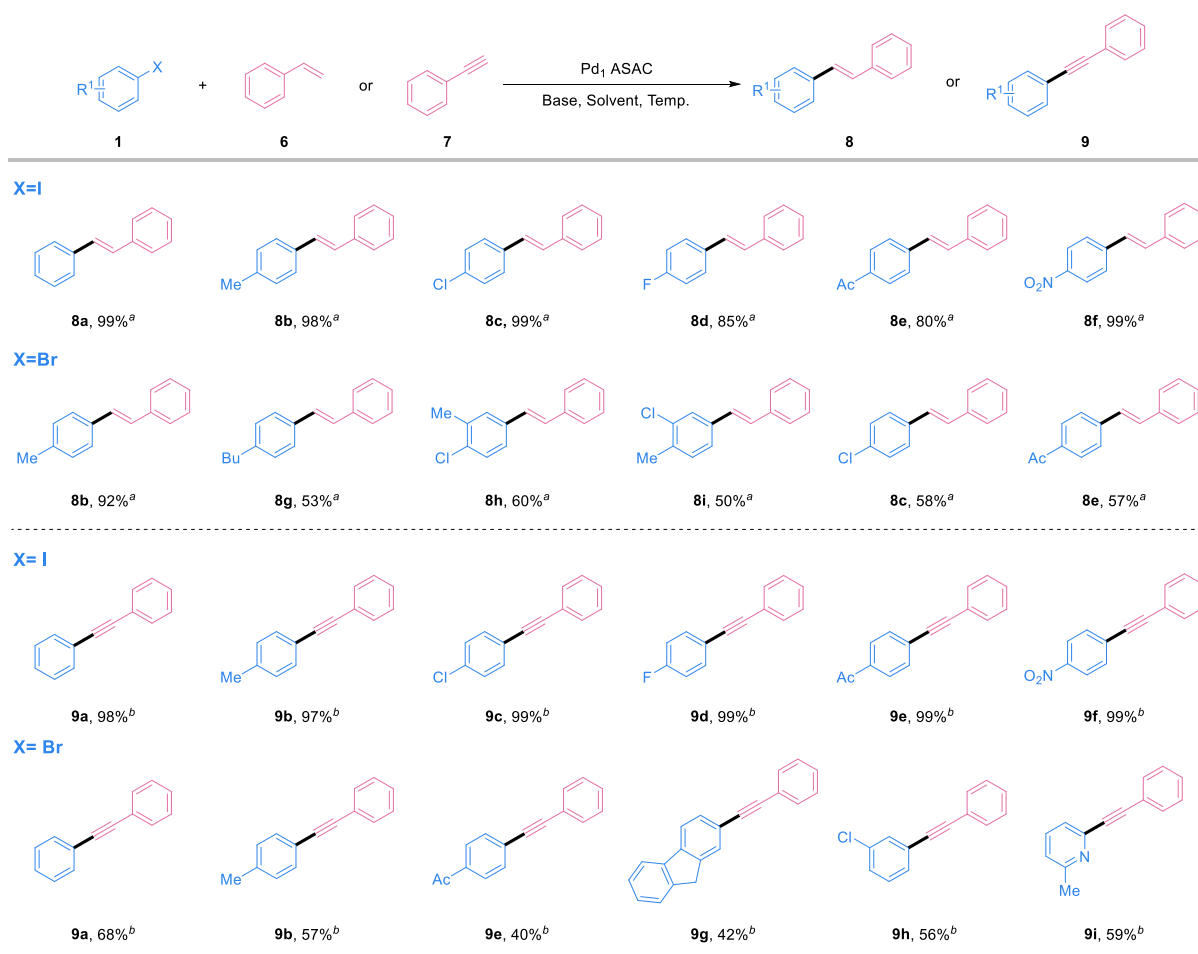 X
R¹
+
or
Pd₁ ASAC
Base, Solvent, Temp.
R¹
or
R¹
1
6
7
8
9
X=I
Me
Cl
F
Ac
O₂N
8a, 99%ᵃ
8b, 98%ᵃ
8c, 99%ᵃ
8d, 85%ᵃ
8e, 80%ᵃ
8f, 99%ᵃ
X=Br
Me
Bu
Me
Cl
Cl
Me
Cl
Ac
8b, 92%ᵃ
8g, 53%ᵃ
8h, 60%ᵃ
8i, 50%ᵃ
8c, 58%ᵃ
8e, 57%ᵃ
X= I
Me
Cl
F
Ac
O₂N
9a, 98%ᵇ
9b, 97%ᵇ
9c, 99%ᵇ
9d, 99%ᵇ
9e, 99%ᵇ
9f, 99%ᵇ
X= Br
Me
Ac
Cl
N
Me
9a, 68%ᵇ
9b, 57%ᵇ
9e, 40%ᵇ
9g, 42%ᵇ
9h, 56%ᵇ
9i, 59%ᵇ